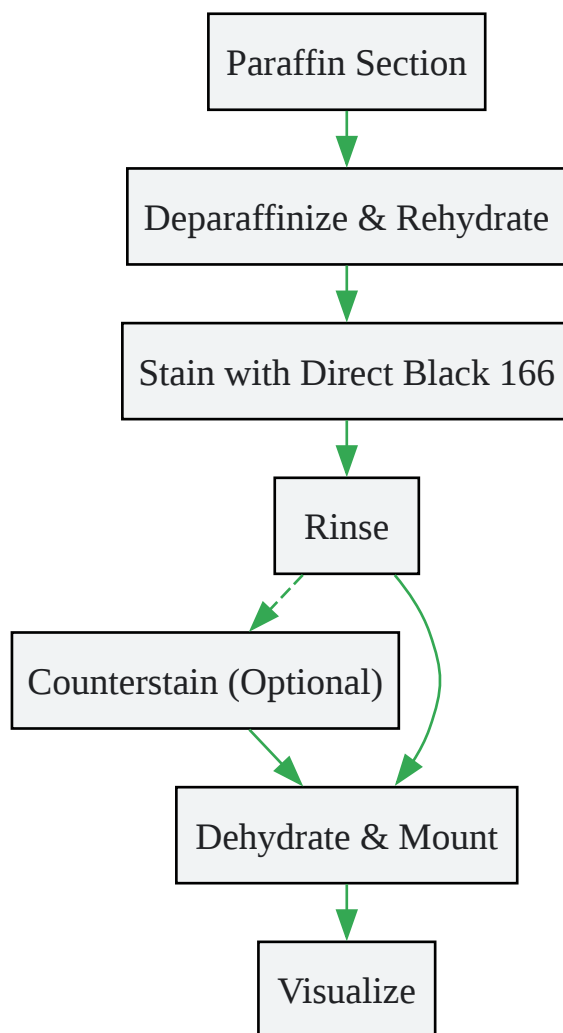 Paraffin Section
Deparaffinize & Rehydrate
Stain with Direct Black 166
Rinse
Counterstain (Optional)
Dehydrate & Mount
Visualize